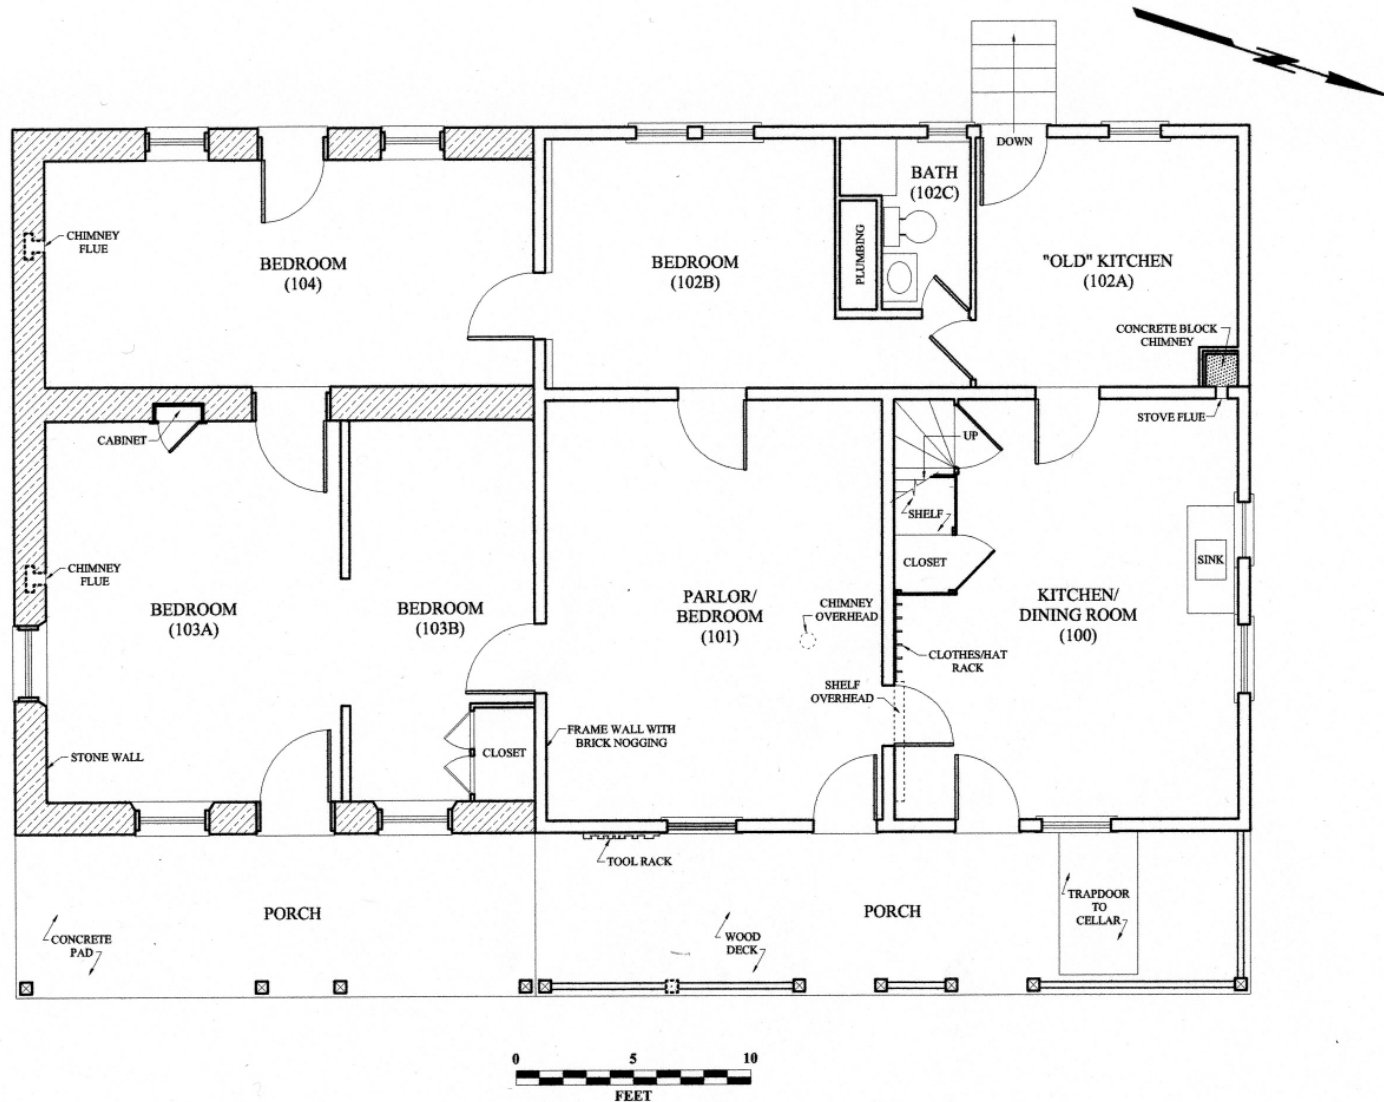 N
DOWN
BATH
(102C)
CHIMNEY
FLUE
BEDROOM
(104)
BEDROOM
(102B)
PLUMBING
"OLD" KITCHEN
(102A)
CONCRETE BLOCK
CHIMNEY
STOVE FLUE
CABINET
UP
SHELF
CLOSET
SINK
CHIMNEY
FLUE
BEDROOM
(103A)
BEDROOM
(103B)
PARLOR/
BEDROOM
(101)
CHIMNEY
OVERHEAD
KITCHEN/
DINING ROOM
(100)
CLOTHES/HAT
RACK
SHELF
OVERHEAD
STONE WALL
CLOSET
FRAME WALL WITH
BRICK NOGGING
TOOL RACK
PORCH
CONCRETE
PAD
WOOD
DECK
PORCH
TRAPDOOR
TO
CELLAR
0 5 10
FEET